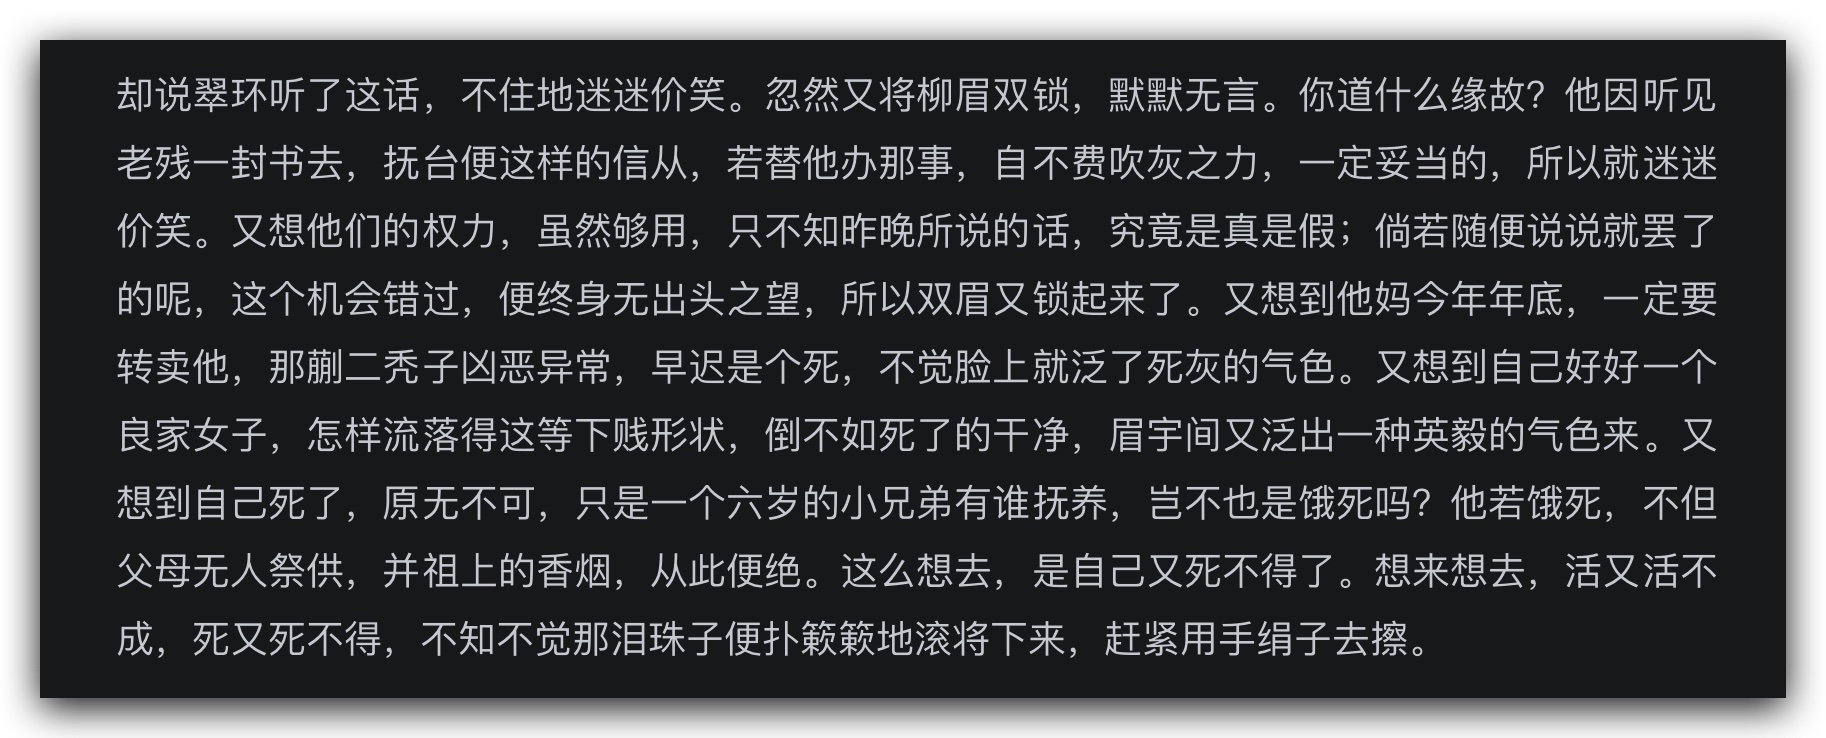 却说翠环听了这话，不住地迷迷价笑。忽然又将柳眉双锁，默默无言。你道什么缘故？他因听见
老残一封书去，抚台便这样的信从，若替他办那事，自不费吹灰之力，一定妥当的，所以就迷迷
价笑。又想他们的权力，虽然够用，只不知昨晚所说的话，究竟是真是假；倘若随便说说就罢了
的呢，这个机会错过，便终身无出头之望，所以双眉又锁起来了。又想到他妈今年年底，一定要
转卖他，那蒯二秃子凶恶异常，早迟是个死，不觉脸上就泛了死灰的气色。又想到自己好好一个
良家女子，怎样流落得这等下贱形状，倒不如死了的干净，眉宇间又泛出一种英毅的气色来。又
想到自己死了，原无不可，只是一个六岁的小兄弟有谁抚养，岂不也是饿死吗？他若饿死，不但
父母无人祭供，并祖上的香烟，从此便绝。这么想去，是自己又死不得了。想来想去，活又活不
成，死又死不得，不知不觉那泪珠子便扑簌簌地滚将下来，赶紧用手绢子去擦。